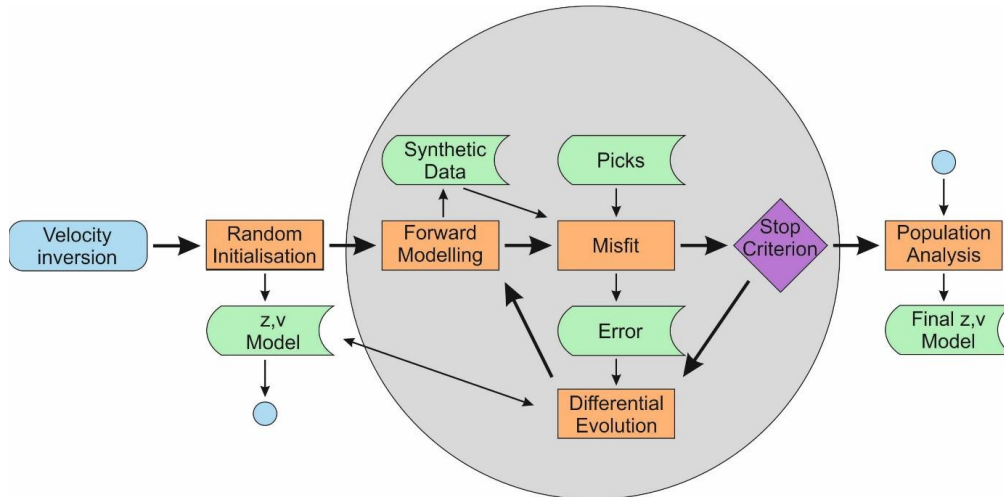 Velocity
inversion
Random
Initialisation
z,v
Model
Synthetic
Data
Forward
Modelling
Picks
Misfit
Error
Differential
Evolution
Stop
Criterion
Population
Analysis
Final z,v
Model